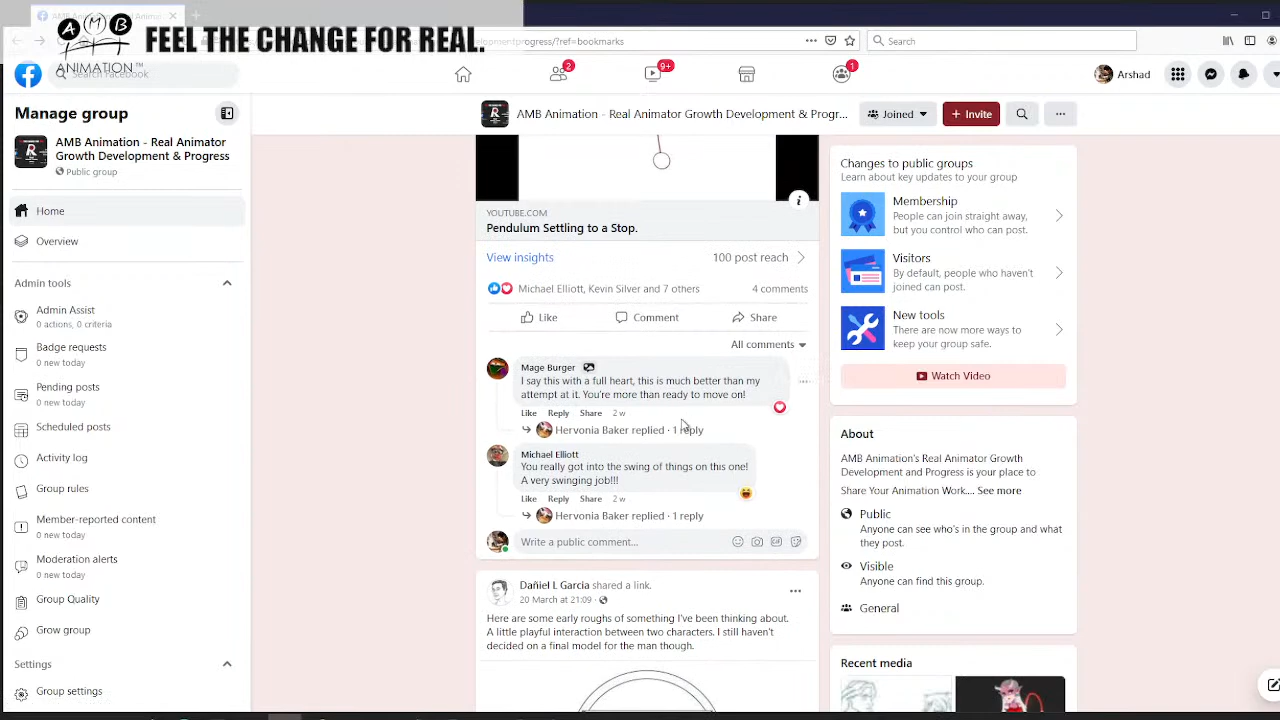 AMB
ANIMATION™
FEEL THE CHANGE FOR REAL.
developmentprogress/?ref=bookmarks
Search
Search Facebook
2
9+
1
Arshad
Manage group
AMB Animation - Real Animator
Growth Development & Progress
Public group
Home
Overview
Admin tools
Admin Assist
0 actions, 0 criteria
Badge requests
0 new today
Pending posts
0 new today
Scheduled posts
Activity log
Group rules
Member-reported content
0 new today
Moderation alerts
0 new today
Group Quality
Grow group
Settings
Group settings
AMB Animation - Real Animator Growth Development & Progr...
Joined
+ Invite
YOUTUBE.COM
Pendulum Settling to a Stop.
View insights
100 post reach
Michael Elliott, Kevin Silver and 7 others
4 comments
Like
Comment
Share
All comments
Mage Burger
I say this with a full heart, this is much better than my
attempt at it. You're more than ready to move on!
Like Reply Share 2 w
Hervonia Baker replied · 1 reply
Michael Elliott
You really got into the swing of things on this one!
A very swinging job!!!
Like Reply Share 2 w
Hervonia Baker replied · 1 reply
Write a public comment...
GIF
Dañiel L Garcia shared a link.
20 March at 21:09 ·
Here are some early roughs of something I've been thinking about.
A little playful interaction between two characters. I still haven't
decided on a final model for the man though.
Changes to public groups
Learn about key updates to your group
Membership
People can join straight away,
but you control who can post.
Visitors
By default, people who haven't
joined can post.
New tools
There are now more ways to
keep your group safe.
Watch Video
About
AMB Animation's Real Animator Growth
Development and Progress is your place to
Share Your Animation Work.... See more
Public
Anyone can see who's in the group and what
they post.
Visible
Anyone can find this group.
General
Recent media